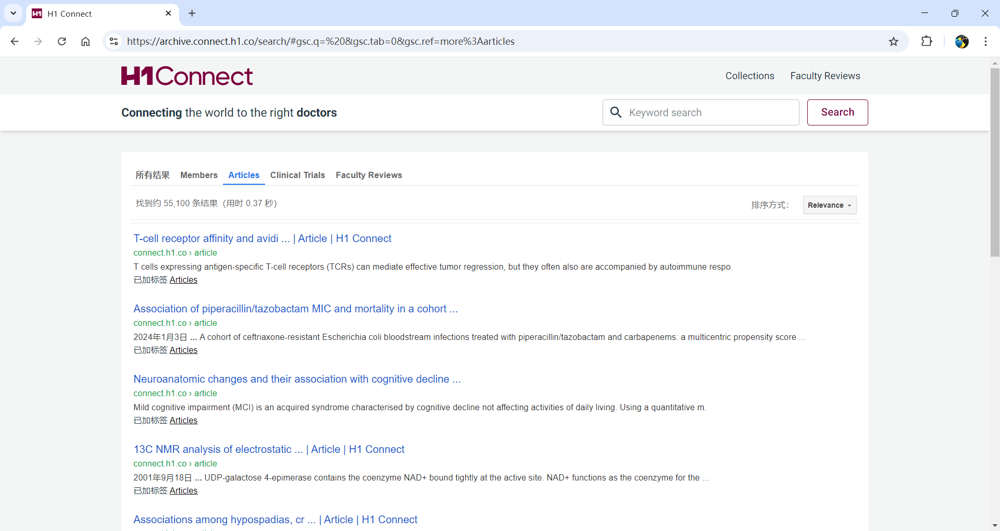 H1 Connect
https://archive.connect.h1.co/search/#gsc.q=%20&gsc.tab=0&gsc.ref=more%3Aarticles
H1 Connect
Collections
Faculty Reviews
Connecting the world to the right doctors
Keyword search
Search
所有结果
Members
Articles
Clinical Trials
Faculty Reviews
找到约 55,100 条结果（用时 0.37 秒）
排序方式：
Relevance
T-cell receptor affinity and avidi ... | Article | H1 Connect
connect.h1.co › article
T cells expressing antigen-specific T-cell receptors (TCRs) can mediate effective tumor regression, but they often also are accompanied by autoimmune respo.
已加标签 Articles
Association of piperacillin/tazobactam MIC and mortality in a cohort ...
connect.h1.co › article
2024年1月3日 ... A cohort of ceftriaxone-resistant Escherichia coli bloodstream infections treated with piperacillin/tazobactam and carbapenems: a multicentric propensity score ...
已加标签 Articles
Neuroanatomic changes and their association with cognitive decline ...
connect.h1.co › article
Mild cognitive impairment (MCI) is an acquired syndrome characterised by cognitive decline not affecting activities of daily living. Using a quantitative m.
已加标签 Articles
13C NMR analysis of electrostatic ... | Article | H1 Connect
connect.h1.co › article
2001年9月18日 ... UDP-galactose 4-epimerase contains the coenzyme NAD+ bound tightly at the active site. NAD+ functions as the coenzyme for the ...
已加标签 Articles
Associations among hypospadias, cr ... | Article | H1 Connect